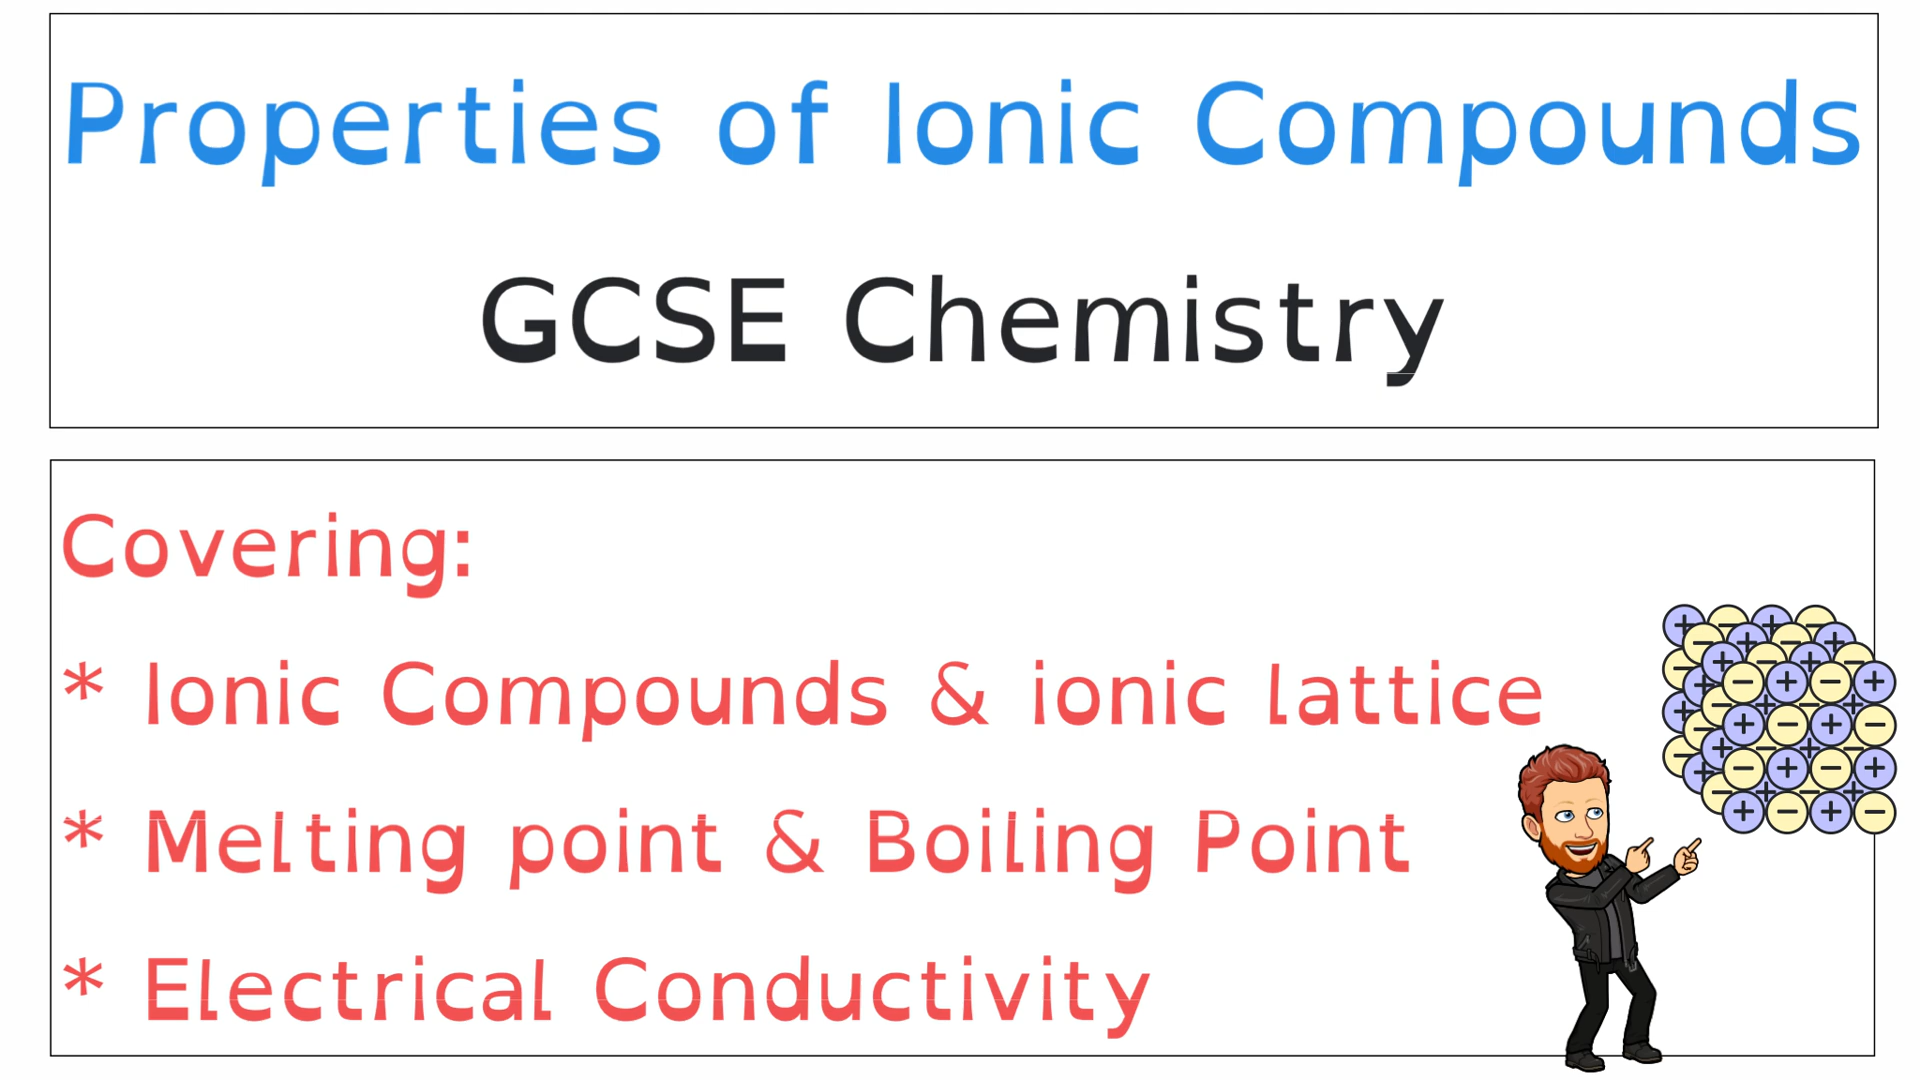 Properties of Ionic Compounds
GCSE Chemistry
Covering:
* Ionic Compounds & ionic lattice
* Melting point & Boiling Point
* Electrical Conductivity